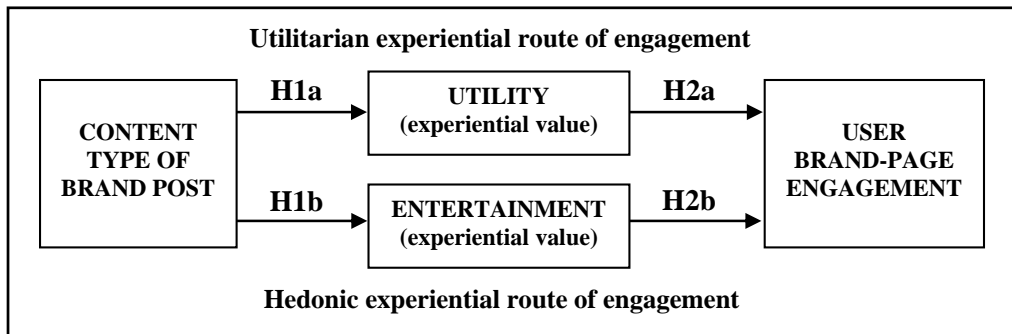 Utilitarian experiential route of engagement
H1a
H2a
UTILITY
(experiential value)
CONTENT
TYPE OF
BRAND POST
USER
BRAND-PAGE
ENGAGEMENT
H1b
H2b
ENTERTAINMENT
(experiential value)
Hedonic experiential route of engagement